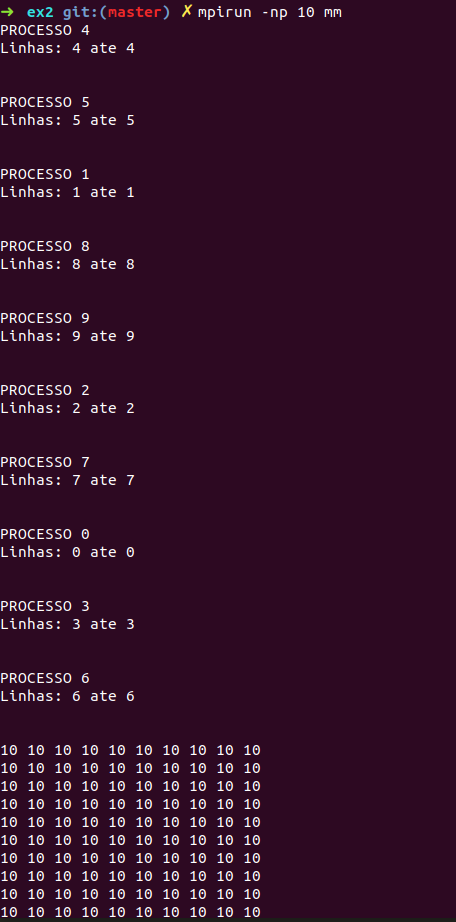 ➜ ex2 git:(master) ✗ mpirun -np 10 mm
PROCESSO 4
Linhas: 4 ate 4
PROCESSO 5
Linhas: 5 ate 5
PROCESSO 1
Linhas: 1 ate 1
PROCESSO 8
Linhas: 8 ate 8
PROCESSO 9
Linhas: 9 ate 9
PROCESSO 2
Linhas: 2 ate 2
PROCESSO 7
Linhas: 7 ate 7
PROCESSO 0
Linhas: 0 ate 0
PROCESSO 3
Linhas: 3 ate 3
PROCESSO 6
Linhas: 6 ate 6
10 10 10 10 10 10 10 10 10 10
10 10 10 10 10 10 10 10 10 10
10 10 10 10 10 10 10 10 10 10
10 10 10 10 10 10 10 10 10 10
10 10 10 10 10 10 10 10 10 10
10 10 10 10 10 10 10 10 10 10
10 10 10 10 10 10 10 10 10 10
10 10 10 10 10 10 10 10 10 10
10 10 10 10 10 10 10 10 10 10
10 10 10 10 10 10 10 10 10 10